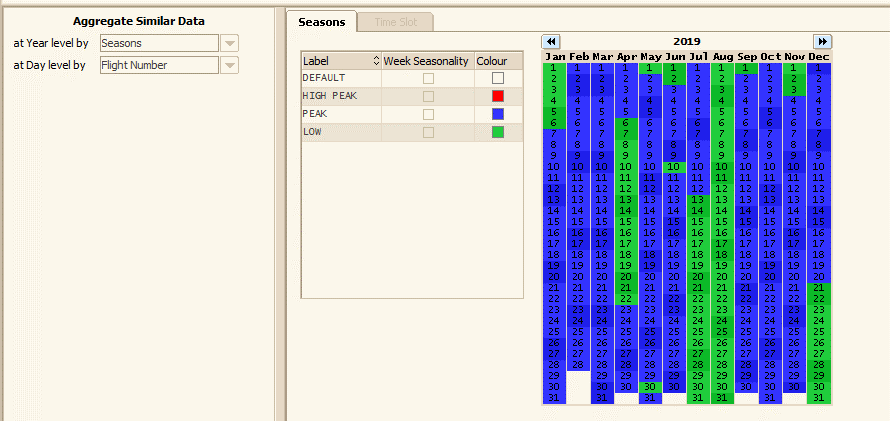 Aggregate Similar Data
at Year level by Seasons
at Day level by Flight Number
Seasons Time Slot
Label Week Seasonality Colour
DEFAULT
HIGH PEAK
PEAK
LOW
2019
Jan Feb Mar Apr May Jun Jul Aug Sep Oct Nov Dec
1 1 1 1 1 1 1 1 1 1 1 1
2 2 2 2 2 2 2 2 2 2 2 2
3 3 3 3 3 3 3 3 3 3 3 3
4 4 4 4 4 4 4 4 4 4 4 4
5 5 5 5 5 5 5 5 5 5 5 5
6 6 6 6 6 6 6 6 6 6 6 6
7 7 7 7 7 7 7 7 7 7 7 7
8 8 8 8 8 8 8 8 8 8 8 8
9 9 9 9 9 9 9 9 9 9 9 9
10 10 10 10 10 10 10 10 10 10 10 10
11 11 11 11 11 11 11 11 11 11 11 11
12 12 12 12 12 12 12 12 12 12 12 12
13 13 13 13 13 13 13 13 13 13 13 13
14 14 14 14 14 14 14 14 14 14 14 14
15 15 15 15 15 15 15 15 15 15 15 15
16 16 16 16 16 16 16 16 16 16 16 16
17 17 17 17 17 17 17 17 17 17 17 17
18 18 18 18 18 18 18 18 18 18 18 18
19 19 19 19 19 19 19 19 19 19 19 19
20 20 20 20 20 20 20 20 20 20 20 20
21 21 21 21 21 21 21 21 21 21 21 21
22 22 22 22 22 22 22 22 22 22 22 22
23 23 23 23 23 23 23 23 23 23 23 23
24 24 24 24 24 24 24 24 24 24 24 24
25 25 25 25 25 25 25 25 25 25 25 25
26 26 26 26 26 26 26 26 26 26 26 26
27 27 27 27 27 27 27 27 27 27 27 27
28 28 28 28 28 28 28 28 28 28 28 28
29 29 29 29 29 29 29 29 29 29 29
30 30 30 30 30 30 30 30 30 30 30
31 31 31 31 31 31 31